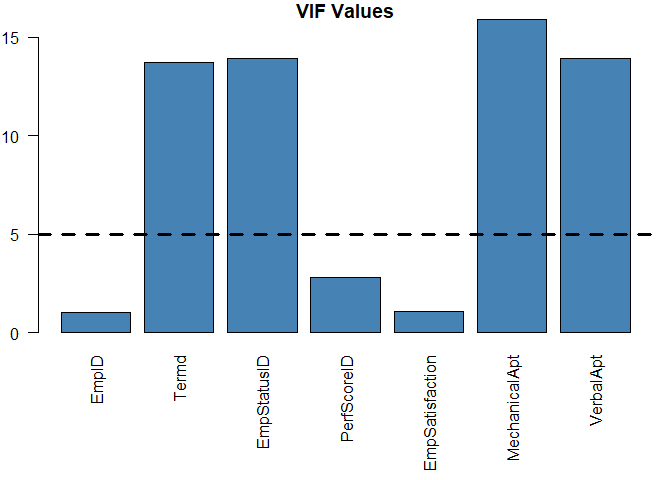 VIF Values
15
10
5
0
EmpID
Termd
EmpStatusID
PerfScoreID
EmpSatisfaction
MechanicalApt
VerbalApt